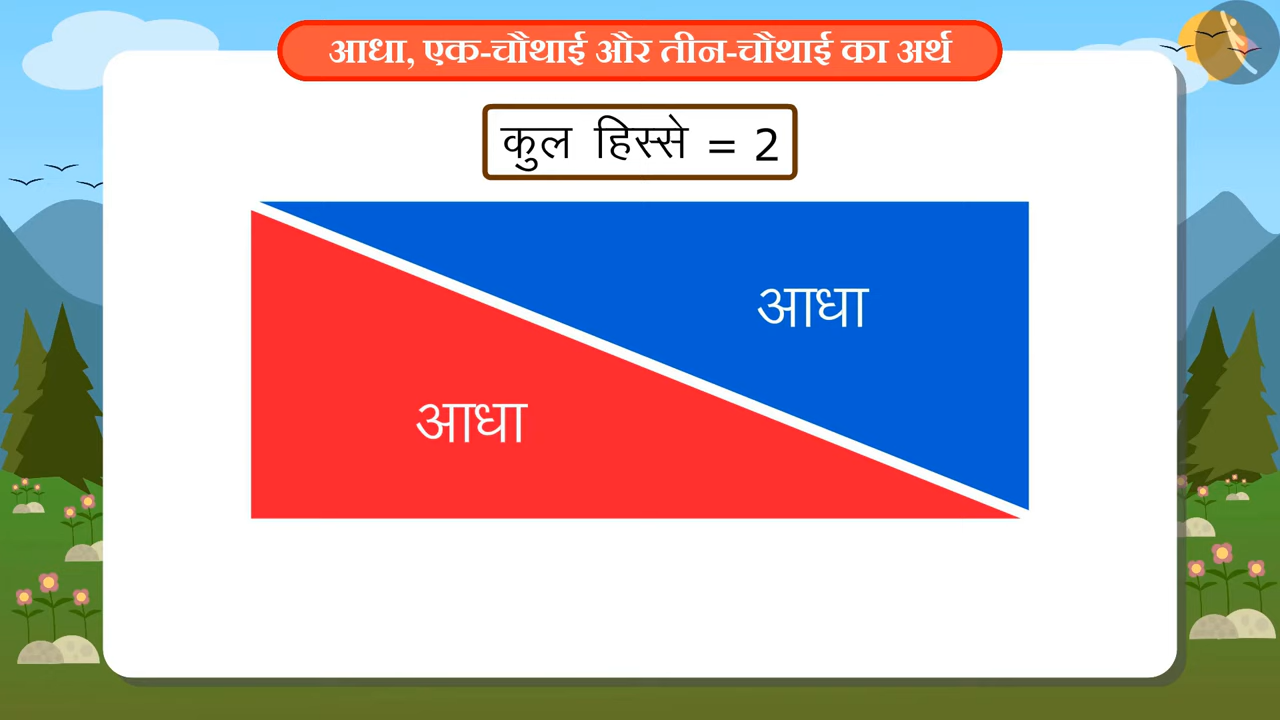 आधा, एक-चौथाई और तीन-चौथाई का अर्थ
कुल हिस्से = 2
आधा
आधा